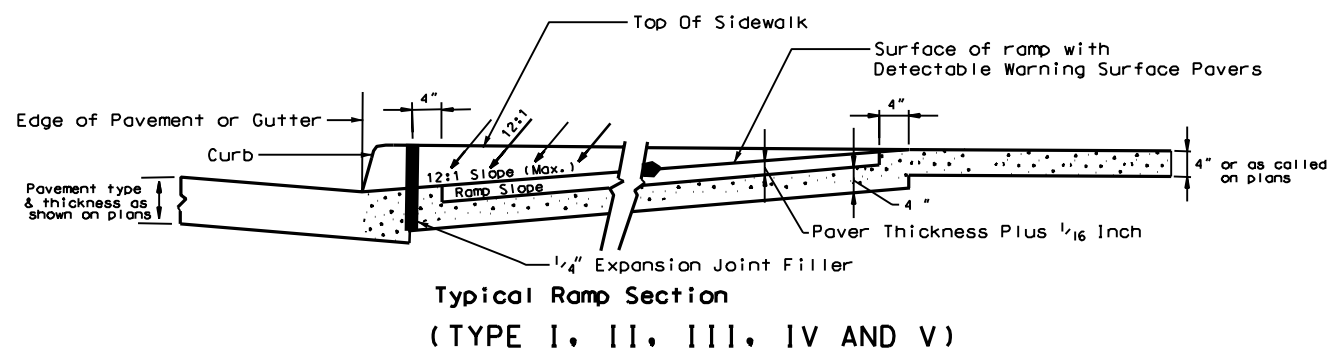 Top Of Sidewalk
Surface of ramp with
Detectable Warning Surface Pavers
4"
4"
12:1
Edge of Pavement or Gutter
Curb
12:1 Slope (Max.)
Ramp Slope
4" or as called
on plans
Pavement type
& thickness as
shown on plans
4 "
Paver Thickness Plus 1/16 Inch
1/4" Expansion Joint Filler
Typical Ramp Section
(TYPE I, II, III, IV AND V)